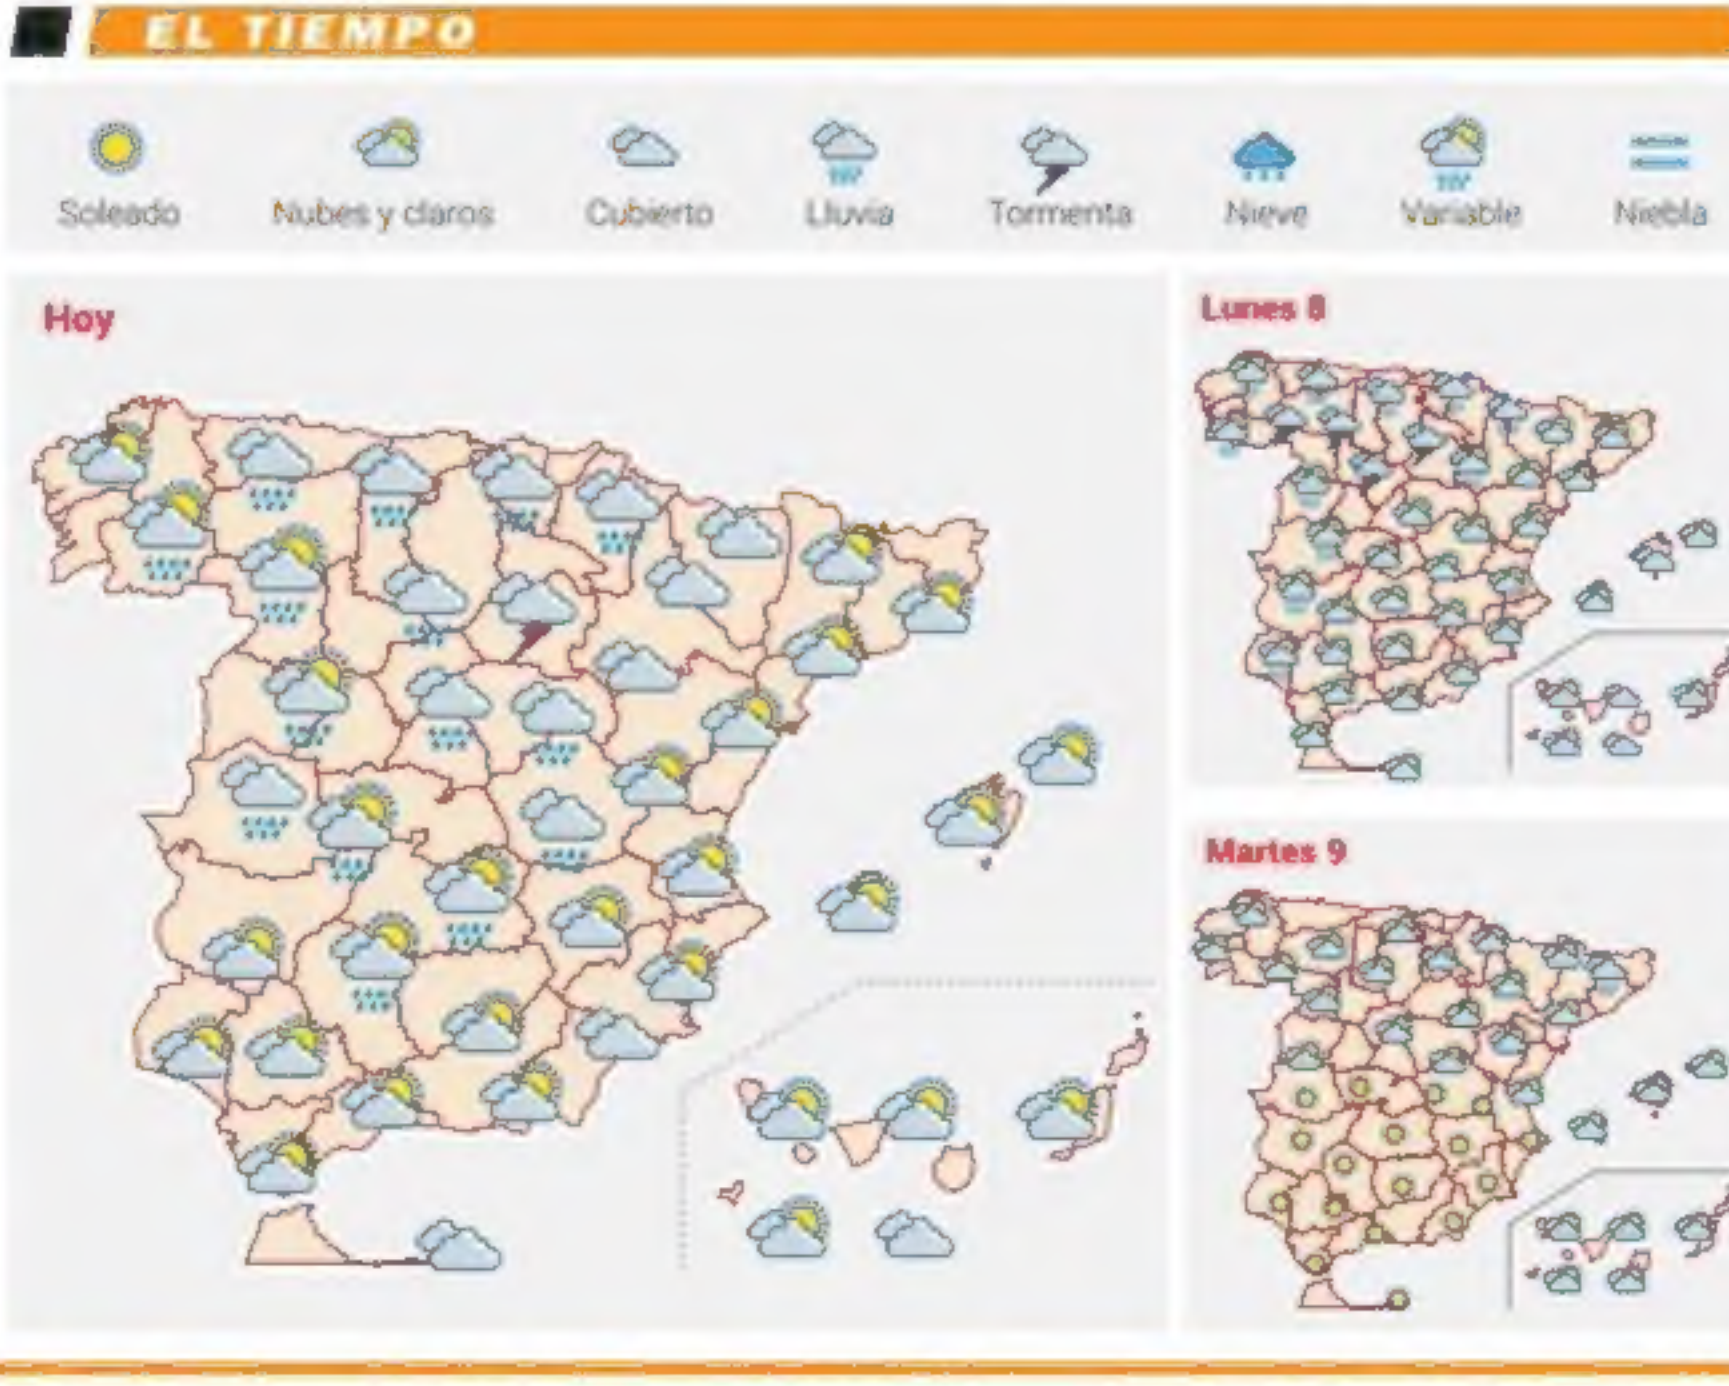 EL TIEMPO
Soleado Nubes y claros Cubierto Lluvia Tormenta Nieve Variable Niebla
Hoy
Lunes 8
Martes 9